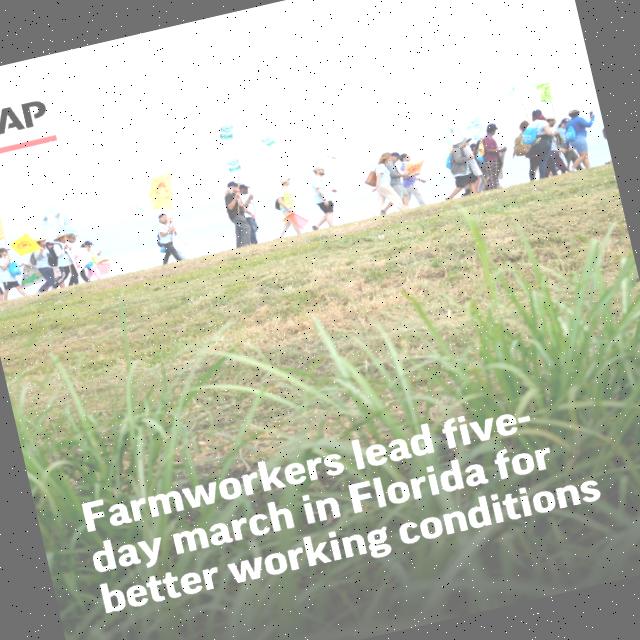 AP
Farmworkers lead five-
day march in Florida for
better working conditions